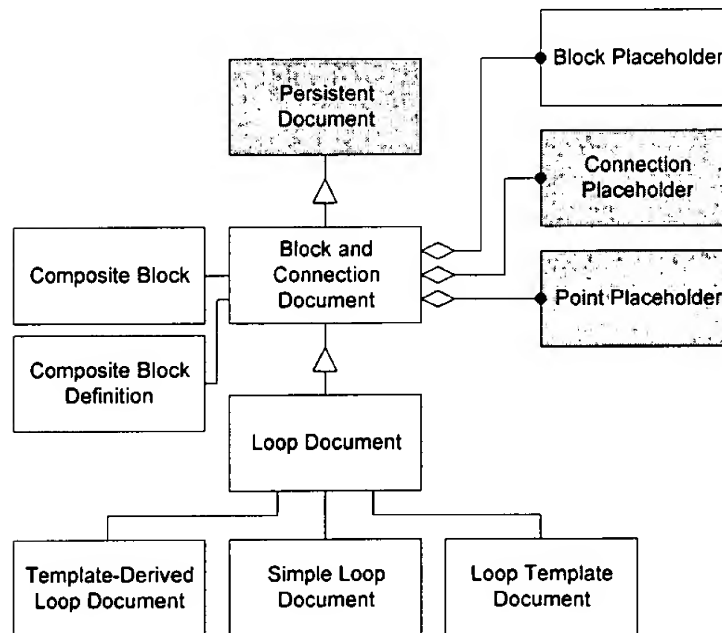 Block Placeholder
Persistent
Document
Connection
Placeholder
Composite Block
Block and
Connection
Document
Point Placeholder
Composite Block
Definition
Loop Document
Template-Derived
Loop Document
Simple Loop
Document
Loop Template
Document